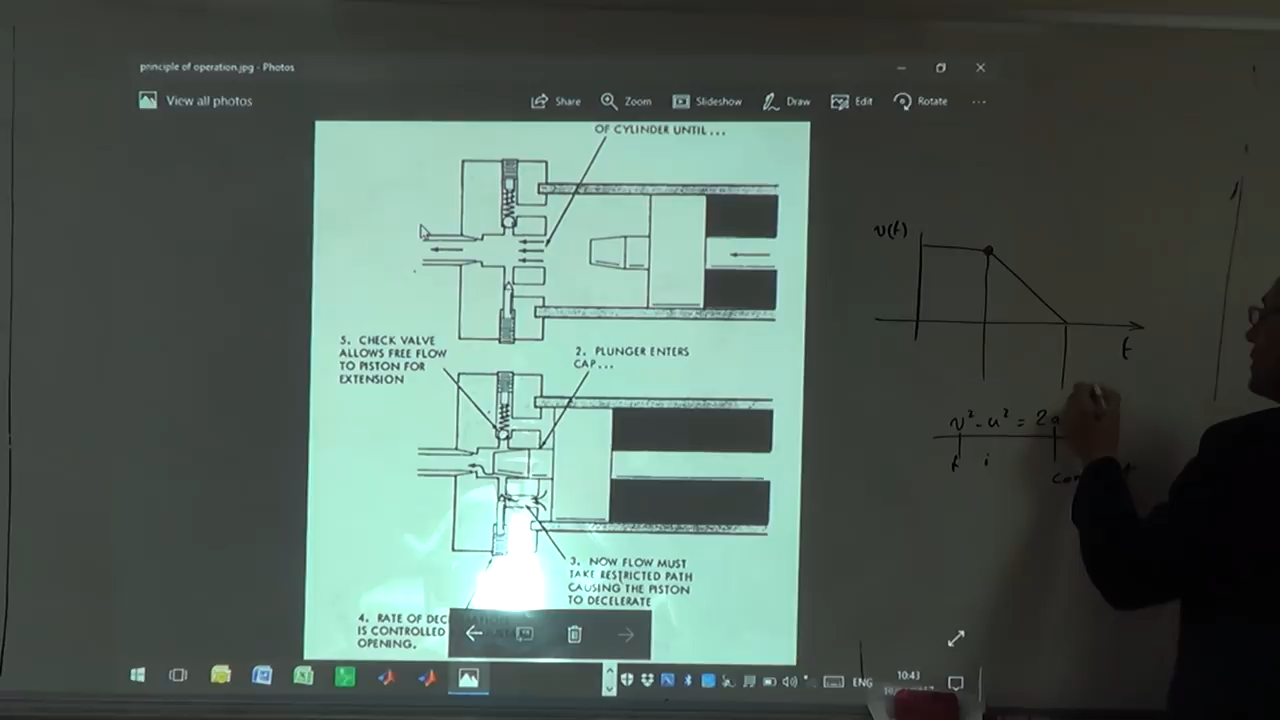 principle of operation.jpg - Photos
View all photos
Share
Zoom
Slideshow
Draw
Edit
Rotate
OF CYLINDER UNTIL...
5. CHECK VALVE
ALLOWS FREE FLOW
TO PISTON FOR
EXTENSION
2. PLUNGER ENTERS
CAP...
3. NOW FLOW MUST
TAKE RESTRICTED PATH
CAUSING THE PISTON
TO DECELERATE
4. RATE OF
IS CONTROLLED
OPENING.
v(t)
t
v² - u² = 2a
f i
ENG
10:43